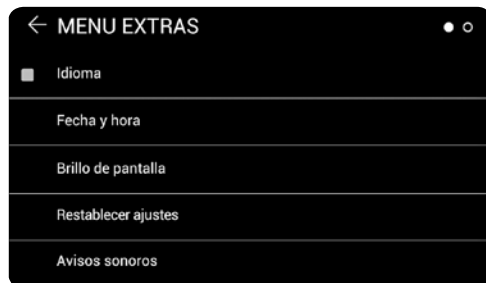 MENU EXTRAS
Idioma
Fecha y hora
Brillo de pantalla
Restablecer ajustes
Avisos sonoros